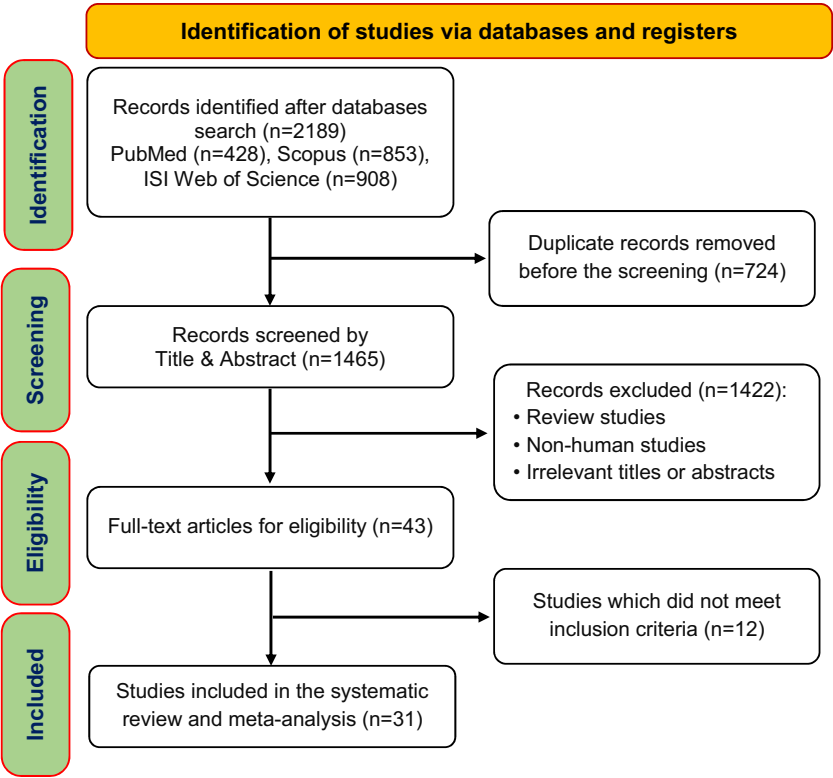 Identification of studies via databases and registers
Identification
Records identified after databases
search (n=2189)
PubMed (n=428), Scopus (n=853),
ISI Web of Science (n=908)
Duplicate records removed
before the screening (n=724)
Screening
Records screened by
Title & Abstract (n=1465)
Records excluded (n=1422):
• Review studies
• Non-human studies
• Irrelevant titles or abstracts
Eligibility
Full-text articles for eligibility (n=43)
Studies which did not meet
inclusion criteria (n=12)
Included
Studies included in the systematic
review and meta-analysis (n=31)